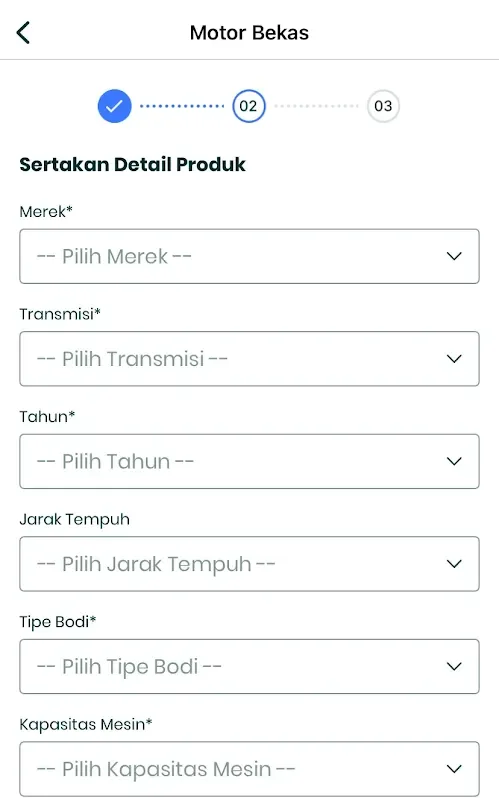 Motor Bekas
02
03
Sertakan Detail Produk
Merek*
-- Pilih Merek --
Transmisi*
-- Pilih Transmisi --
Tahun*
-- Pilih Tahun --
Jarak Tempuh
-- Pilih Jarak Tempuh --
Tipe Bodi*
-- Pilih Tipe Bodi --
Kapasitas Mesin*
-- Pilih Kapasitas Mesin --